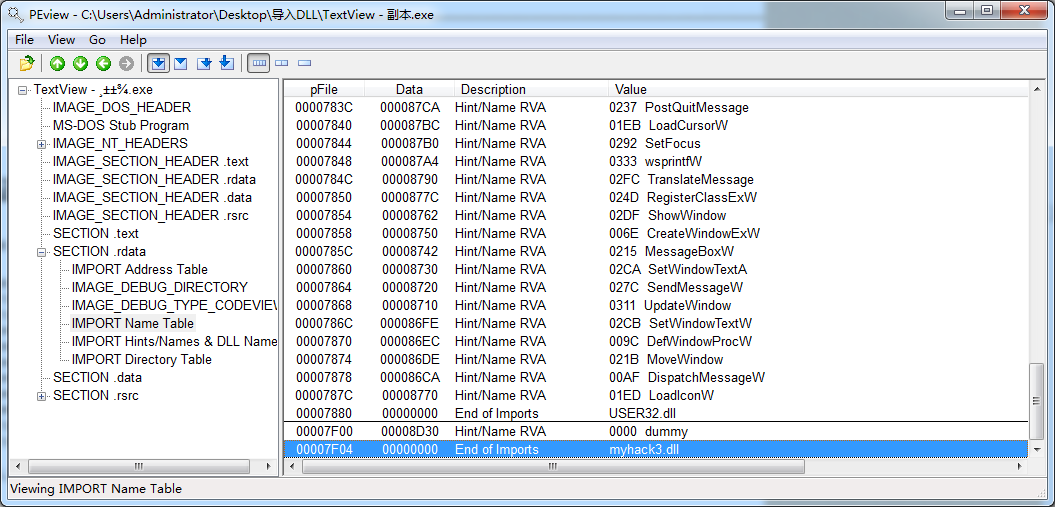 PEview - C:\Users\Administrator\Desktop\导入DLL\TextView - 副本.exe
File View Go Help
TextView - ¸±±¾.exe
IMAGE_DOS_HEADER
MS-DOS Stub Program
IMAGE_NT_HEADERS
IMAGE_SECTION_HEADER .text
IMAGE_SECTION_HEADER .rdata
IMAGE_SECTION_HEADER .data
IMAGE_SECTION_HEADER .rsrc
SECTION .text
SECTION .rdata
IMPORT Address Table
IMAGE_DEBUG_DIRECTORY
IMAGE_DEBUG_TYPE_CODEVIEW
IMPORT Name Table
IMPORT Hints/Names & DLL Name
IMPORT Directory Table
SECTION .data
SECTION .rsrc
pFile Data Description Value
0000783C 000087CA Hint/Name RVA 0237 PostQuitMessage
00007840 000087BC Hint/Name RVA 01EB LoadCursorW
00007844 000087B0 Hint/Name RVA 0292 SetFocus
00007848 000087A4 Hint/Name RVA 0333 wsprintfW
0000784C 00008790 Hint/Name RVA 02FC TranslateMessage
00007850 0000877C Hint/Name RVA 024D RegisterClassExW
00007854 00008762 Hint/Name RVA 02DF ShowWindow
00007858 00008750 Hint/Name RVA 006E CreateWindowExW
0000785C 00008742 Hint/Name RVA 0215 MessageBoxW
00007860 00008730 Hint/Name RVA 02CA SetWindowTextA
00007864 00008720 Hint/Name RVA 027C SendMessageW
00007868 00008710 Hint/Name RVA 0311 UpdateWindow
0000786C 000086FE Hint/Name RVA 02CB SetWindowTextW
00007870 000086EC Hint/Name RVA 009C DefWindowProcW
00007874 000086DE Hint/Name RVA 021B MoveWindow
00007878 000086CA Hint/Name RVA 00AF DispatchMessageW
0000787C 00008770 Hint/Name RVA 01ED LoadIconW
00007880 00000000 End of Imports USER32.dll
00007F00 00008D30 Hint/Name RVA 0000 dummy
00007F04 00000000 End of Imports myhack3.dll
Viewing IMPORT Name Table